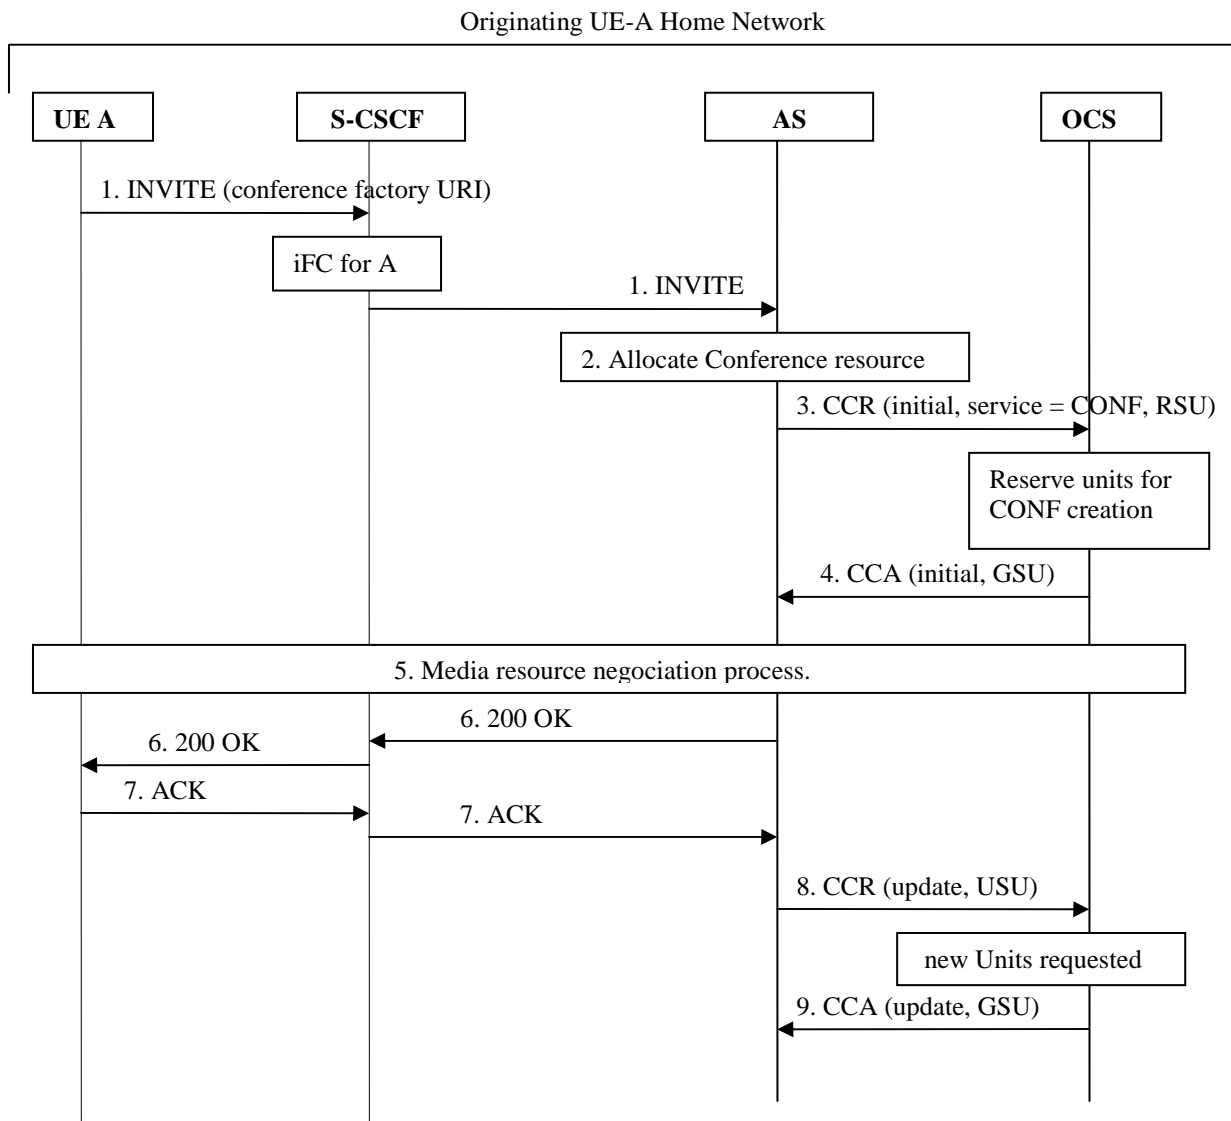 Originating UE-A Home Network
UE A
S-CSCF
AS
OCS
1. INVITE (conference factory URI)
iFC for A
1. INVITE
2. Allocate Conference resource
3. CCR (initial, service = CONF, RSU)
Reserve units for
CONF creation
4. CCA (initial, GSU)
5. Media resource negociation process.
6. 200 OK
6. 200 OK
7. ACK
7. ACK
8. CCR (update, USU)
new Units requested
9. CCA (update, GSU)